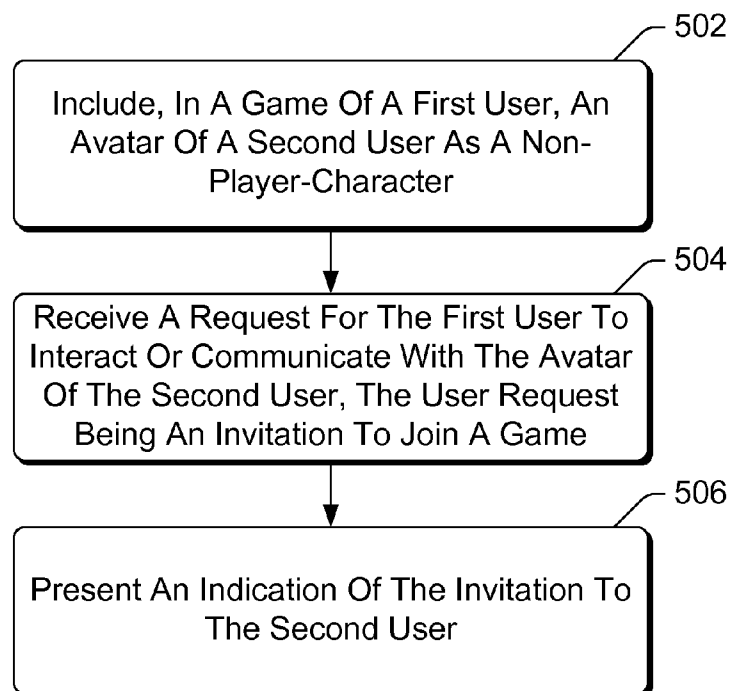 502
Include, In A Game Of A First User, An
Avatar Of A Second User As A Non-
Player-Character
504
Receive A Request For The First User To
Interact Or Communicate With The Avatar
Of The Second User, The User Request
Being An Invitation To Join A Game
506
Present An Indication Of The Invitation To
The Second User